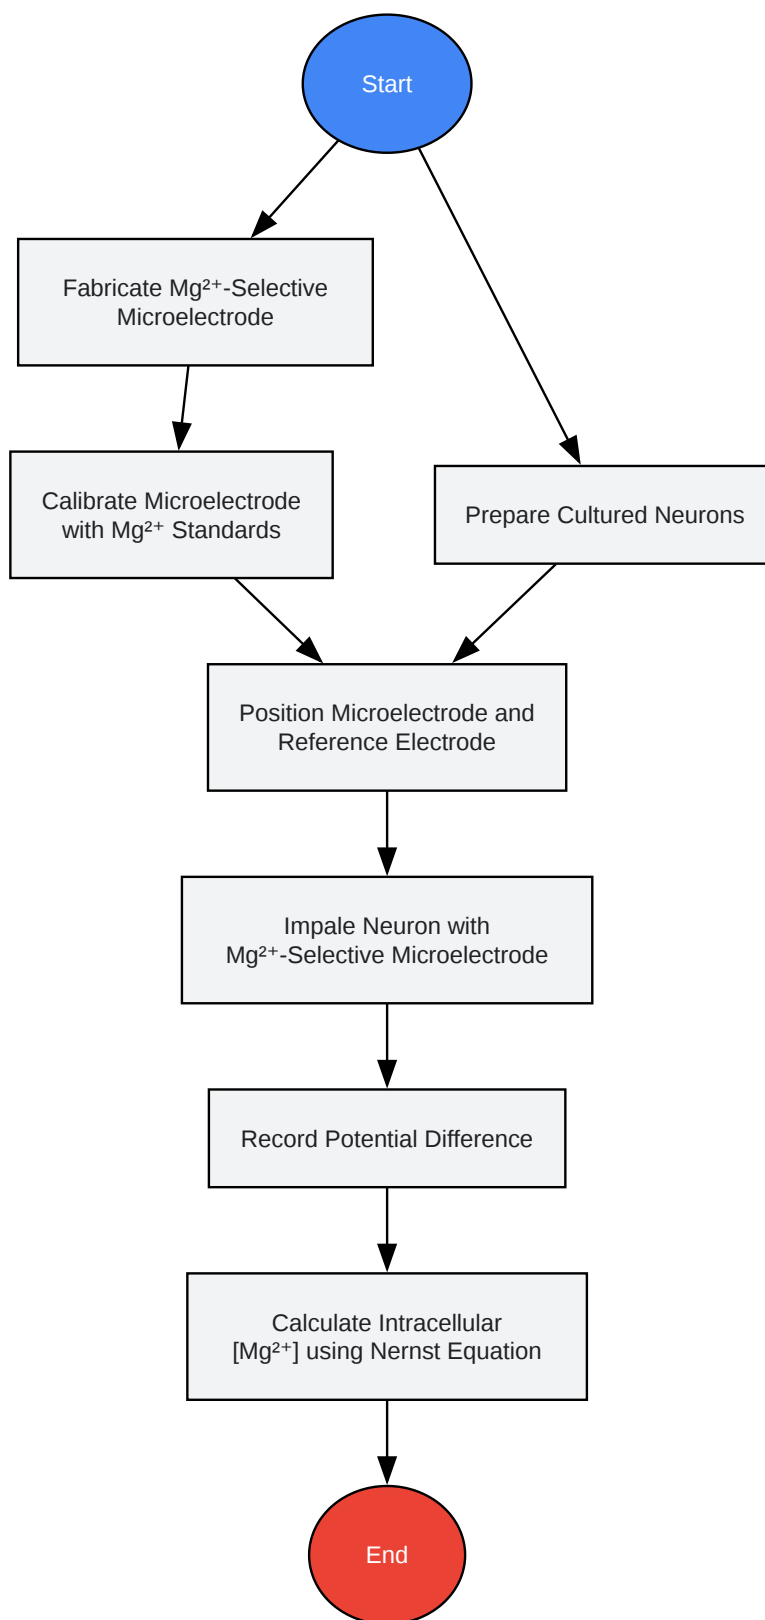 Start
Fabricate Mg²⁺-Selective
Microelectrode
Calibrate Microelectrode
with Mg²⁺ Standards
Prepare Cultured Neurons
Position Microelectrode and
Reference Electrode
Impale Neuron with
Mg²⁺-Selective Microelectrode
Record Potential Difference
Calculate Intracellular
[Mg²⁺] using Nernst Equation
End